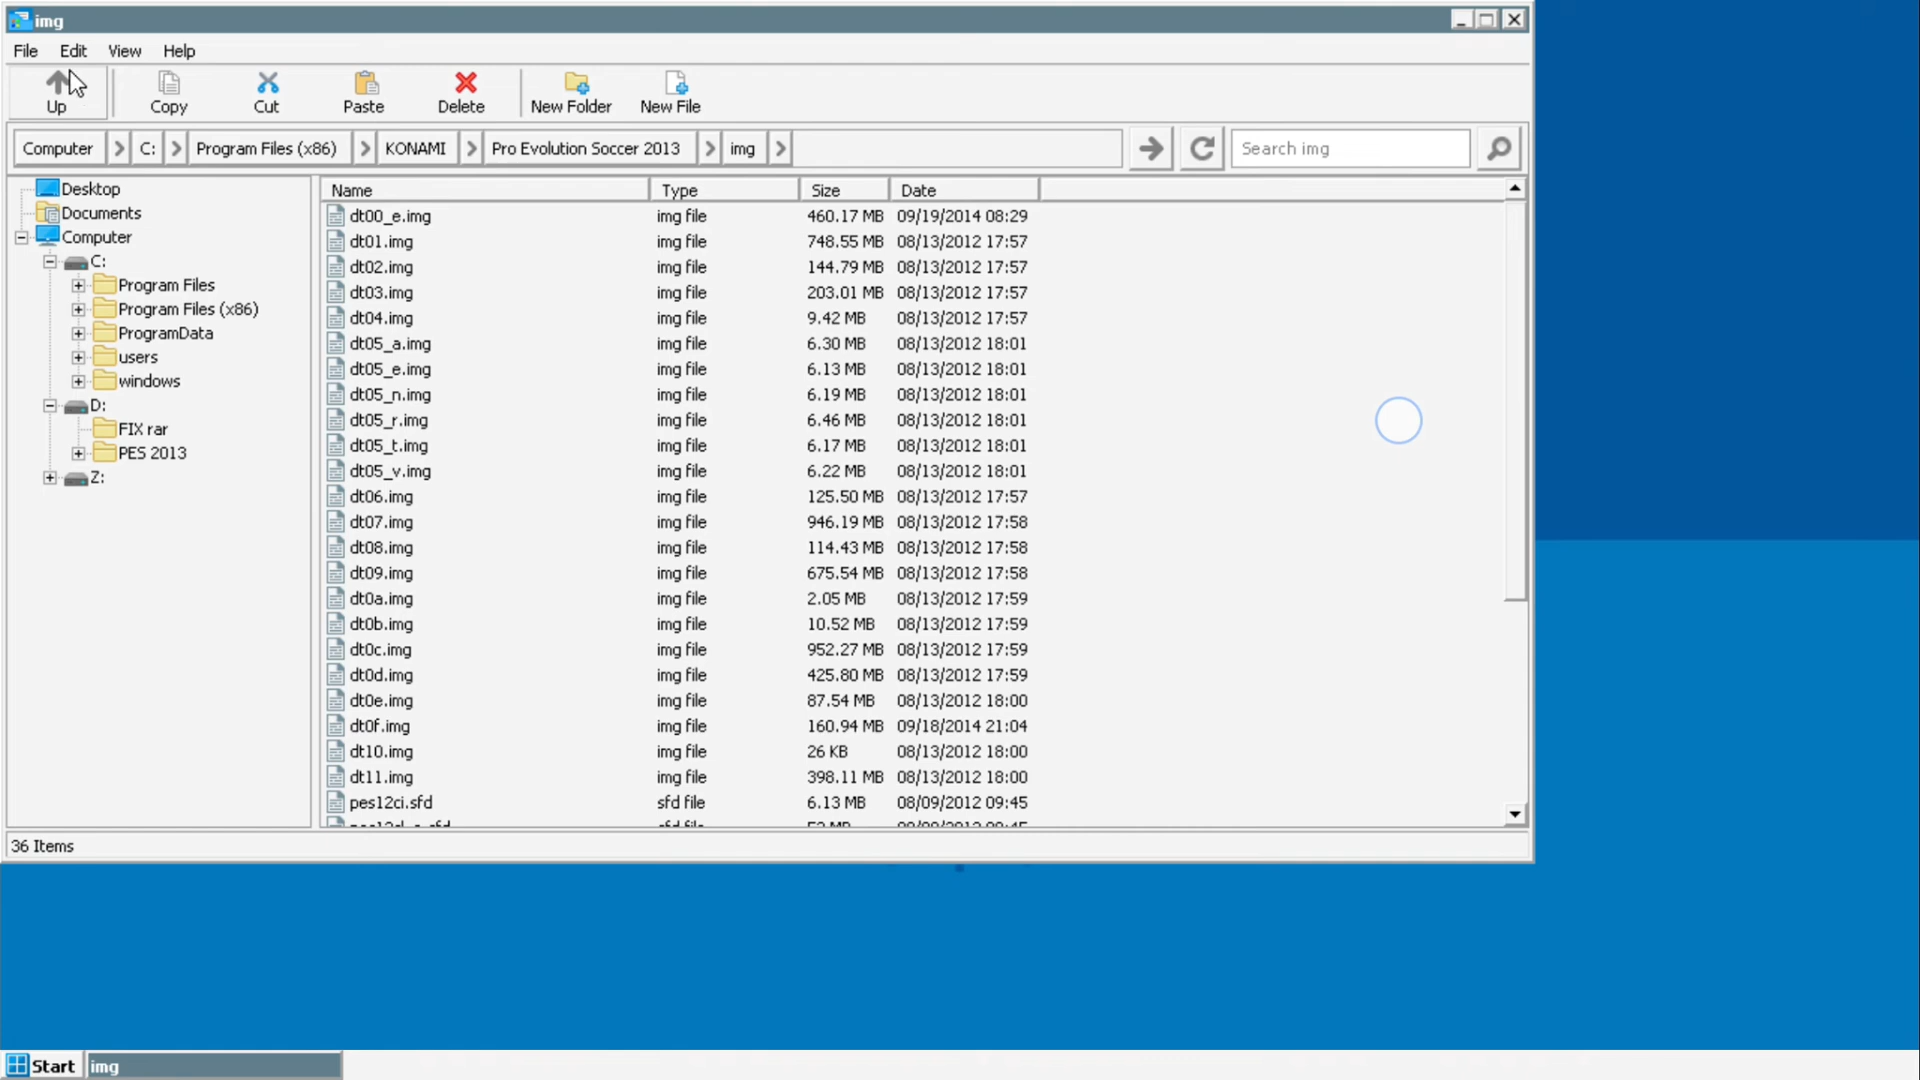 img
File Edit View Help
Up Copy Cut Paste Delete New Folder New File
Computer C: Program Files (x86) KONAMI Pro Evolution Soccer 2013 img Search img
Desktop
Documents
Computer
C:
Program Files
Program Files (x86)
ProgramData
users
windows
D:
FIX rar
PES 2013
Z:
Name Type Size Date
dt00_e.img img file 460.17 MB 09/19/2014 08:29
dt01.img img file 748.55 MB 08/13/2012 17:57
dt02.img img file 144.79 MB 08/13/2012 17:57
dt03.img img file 203.01 MB 08/13/2012 17:57
dt04.img img file 9.42 MB 08/13/2012 17:57
dt05_a.img img file 6.30 MB 08/13/2012 18:01
dt05_e.img img file 6.13 MB 08/13/2012 18:01
dt05_n.img img file 6.19 MB 08/13/2012 18:01
dt05_r.img img file 6.46 MB 08/13/2012 18:01
dt05_t.img img file 6.17 MB 08/13/2012 18:01
dt05_v.img img file 6.22 MB 08/13/2012 18:01
dt06.img img file 125.50 MB 08/13/2012 17:57
dt07.img img file 946.19 MB 08/13/2012 17:58
dt08.img img file 114.43 MB 08/13/2012 17:58
dt09.img img file 675.54 MB 08/13/2012 17:58
dt0a.img img file 2.05 MB 08/13/2012 17:59
dt0b.img img file 10.52 MB 08/13/2012 17:59
dt0c.img img file 952.27 MB 08/13/2012 17:59
dt0d.img img file 425.80 MB 08/13/2012 17:59
dt0e.img img file 87.54 MB 08/13/2012 18:00
dt0f.img img file 160.94 MB 09/18/2014 21:04
dt10.img img file 26 KB 08/13/2012 18:00
dt11.img img file 398.11 MB 08/13/2012 18:00
pes12ci.sfd sfd file 6.13 MB 08/09/2012 09:45
36 Items
Start img